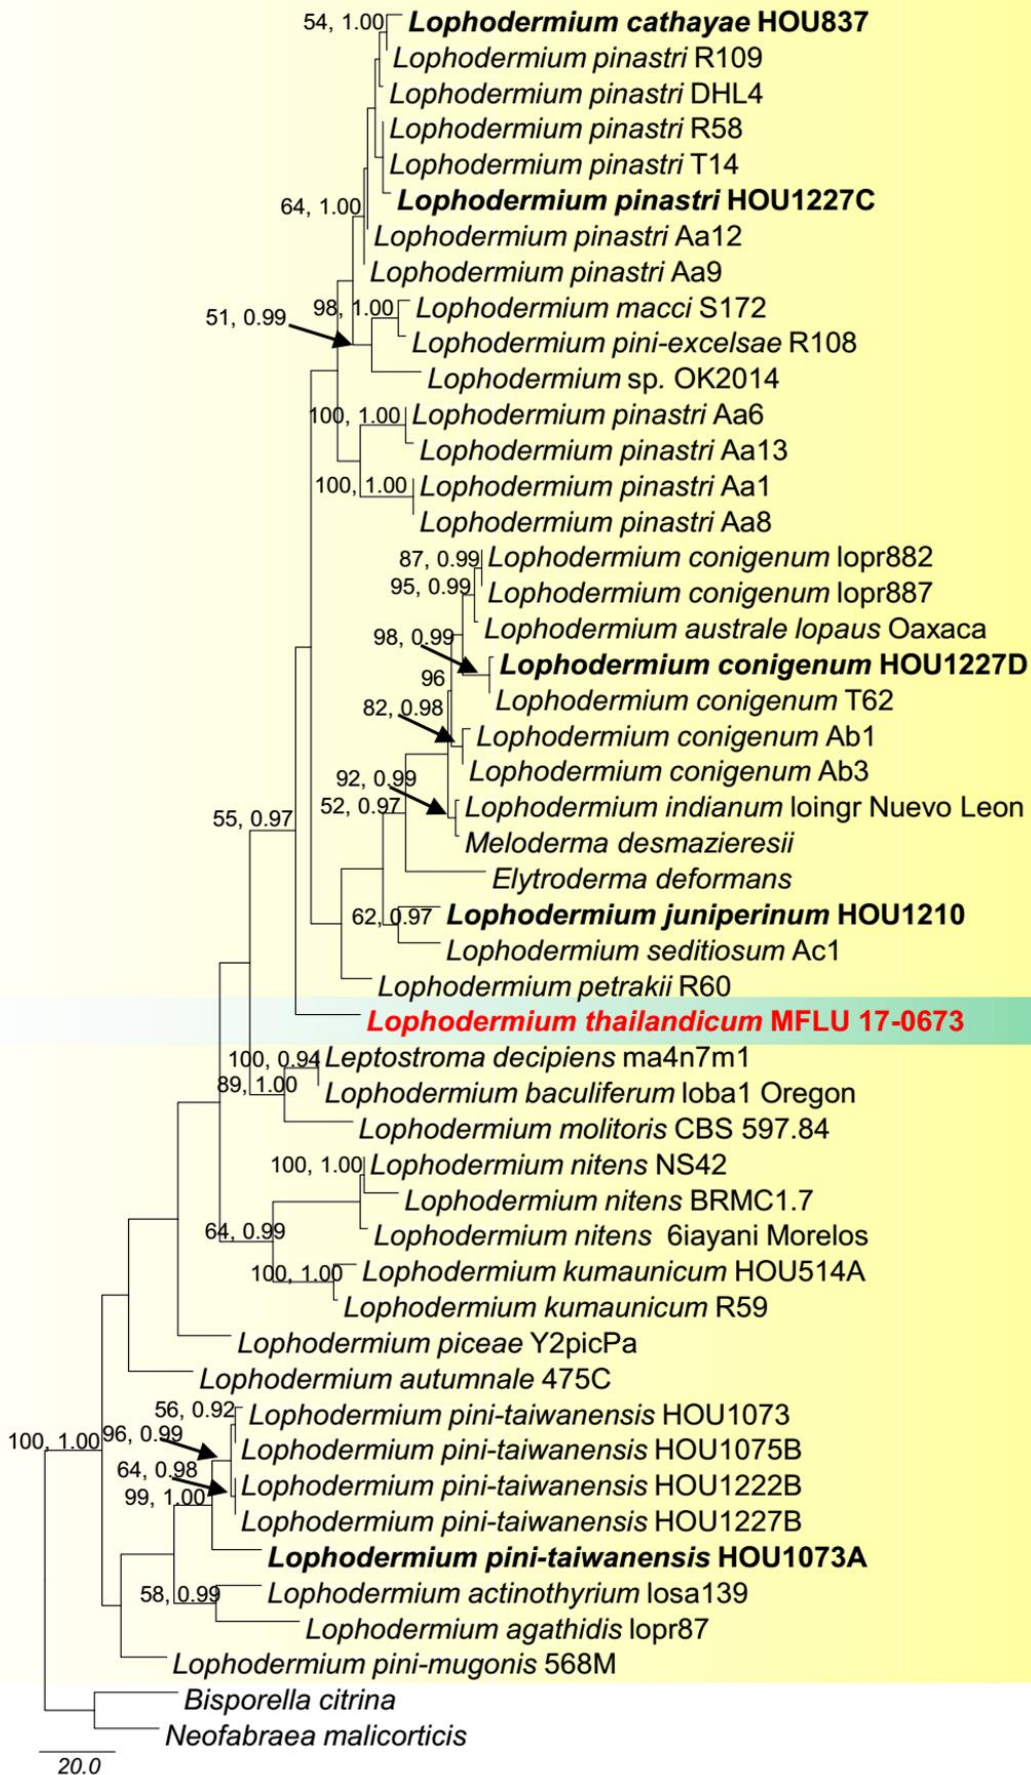 54, 1.00
Lophodermium cathayae HOU837
Lophodermium pinastri R109
Lophodermium pinastri DHL4
Lophodermium pinastri R58
Lophodermium pinastri T14
Lophodermium pinastri HOU1227C
64, 1.00
Lophodermium pinastri Aa12
Lophodermium pinastri Aa9
98, 1.00
Lophodermium macci S172
51, 0.99
Lophodermium pini-excelsae R108
Lophodermium sp. OK2014
100, 1.00
Lophodermium pinastri Aa6
Lophodermium pinastri Aa13
100, 1.00
Lophodermium pinastri Aa1
Lophodermium pinastri Aa8
87, 0.99
Lophodermium conigenum lopr882
95, 0.99
Lophodermium conigenum lopr887
Lophodermium australe lopaus Oaxaca
98, 0.99
Lophodermium conigenum HOU1227D
96
Lophodermium conigenum T62
82, 0.98
Lophodermium conigenum Ab1
Lophodermium conigenum Ab3
92, 0.99
52, 0.97
Lophodermium indianum loingr Nuevo Leon
55, 0.97
Meloderma desmazieresii
Elytroderma deformans
62, 0.97
Lophodermium juniperinum HOU1210
Lophodermium seditiosum Ac1
Lophodermium petrakii R60
Lophodermium thailandicum MFLU 17-0673
100, 0.94
Leptostroma decipiens ma4n7m1
89, 1.00
Lophodermium baculiferum loba1 Oregon
Lophodermium molitoris CBS 597.84
100, 1.00
Lophodermium nitens NS42
Lophodermium nitens BRMC1.7
64, 0.99
Lophodermium nitens 6iayani Morelos
100, 1.00
Lophodermium kumaunicum HOU514A
Lophodermium kumaunicum R59
Lophodermium piceae Y2picPa
Lophodermium autumnale 475C
56, 0.92
Lophodermium pini-taiwanensis HOU1073
100, 1.00
96, 0.99
Lophodermium pini-taiwanensis HOU1075B
64, 0.98
Lophodermium pini-taiwanensis HOU1222B
99, 1.00
Lophodermium pini-taiwanensis HOU1227B
Lophodermium pini-taiwanensis HOU1073A
58, 0.99
Lophodermium actinothyrium losa139
Lophodermium agathidis lopr87
Lophodermium pini-mugonis 568M
Bisporella citrina
Neofabraea malicorticis
20.0